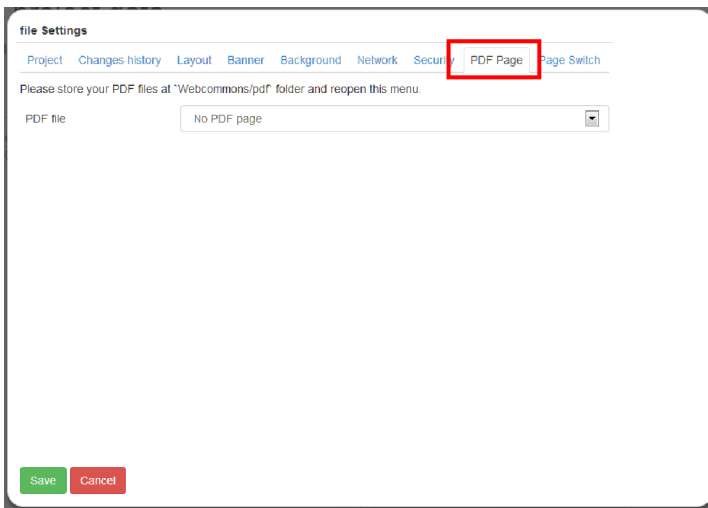 file Settings
Project Changes history Layout Banner Background Network Security PDF Page Page Switch
Please store your PDF files at "Webcommons/pdf" folder and reopen this menu.
PDF file No PDF page
Save Cancel